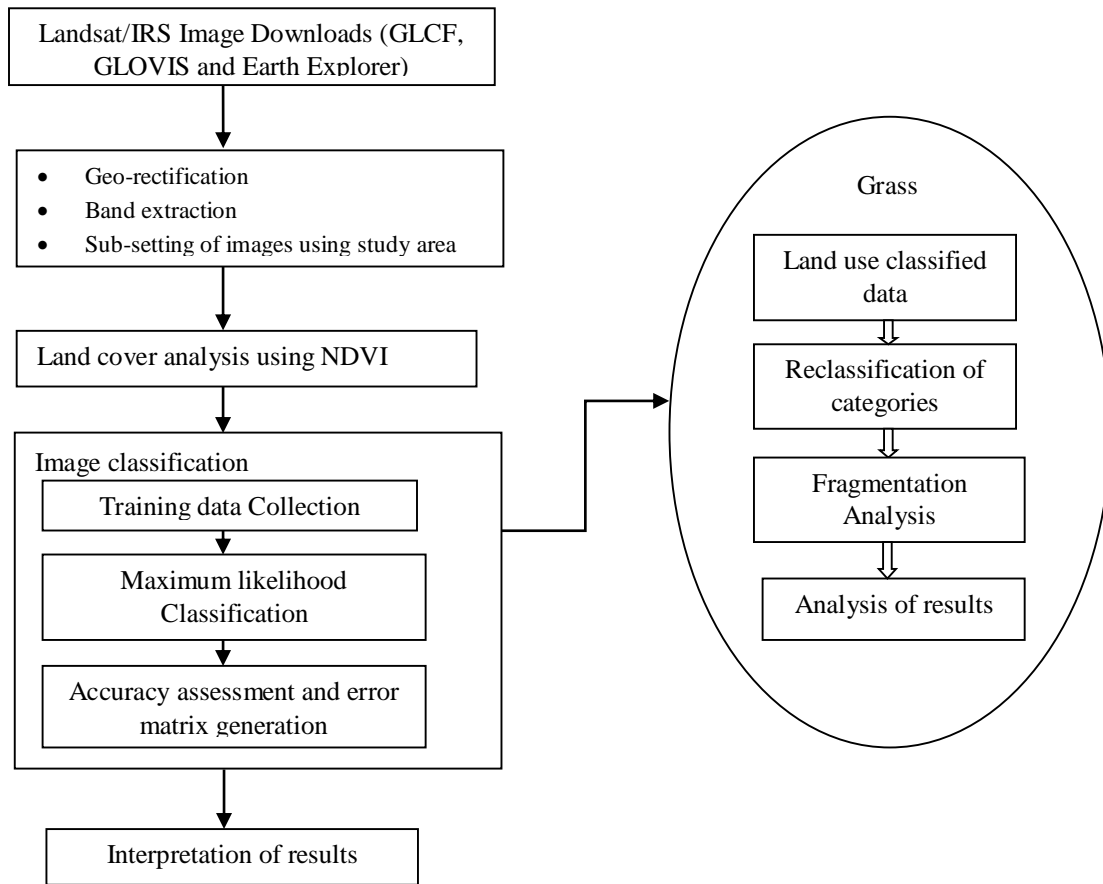 Landsat/IRS Image Downloads (GLCF,
GLOVIS and Earth Explorer)
• Geo-rectification
• Band extraction
• Sub-setting of images using study area
Land cover analysis using NDVI
Image classification
Training data Collection
Maximum likelihood
Classification
Accuracy assessment and error
matrix generation
Interpretation of results
Grass
Land use classified
data
Reclassification of
categories
Fragmentation
Analysis
Analysis of results